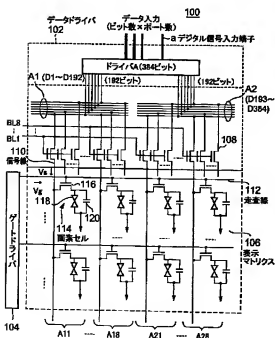 100
データドライバ
102
データ入力
(ビット数×ポート数)
aデジタル信号入力端子
ドライバA(384ビット)
A1(D1~D192)
(192ビット)
(192ビット)
A2
(D193~
D384)
BL8
BL1
108
110
信号線
Vs
Vg
116
118
120
114
画素セル
112
走査線
106
表示
マトリクス
ゲートドライバ
104
A11
A18
A21
A28